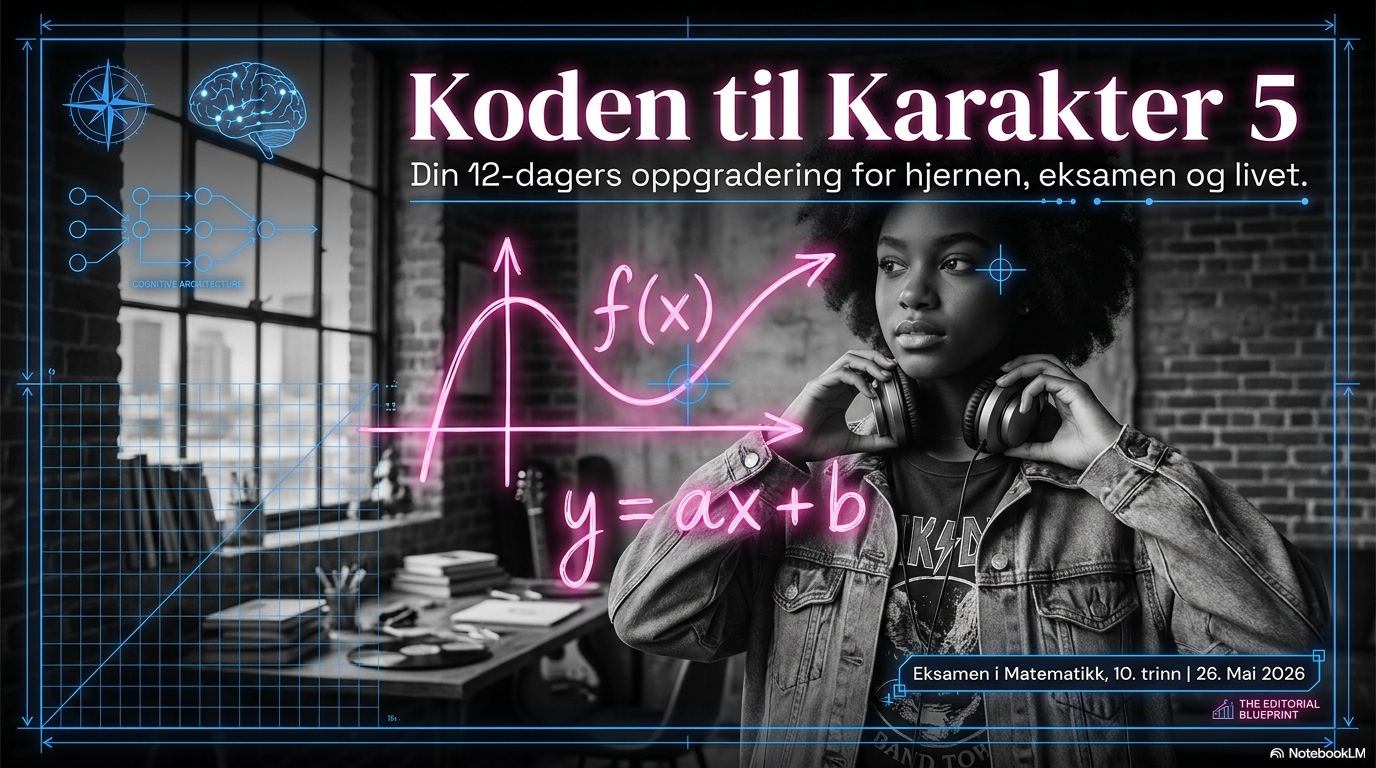 Koden til Karakter 5
Din 12-dagers oppgradering for hjernen, eksamen og livet.
COGNITIVE ARCHITECTURE
f(x)
y = ax + b
BAND
Eksamen i Matematikk, 10. trinn | 26. Mai 2026
THE EDITORIAL
BLUEPRINT
NotebookLM